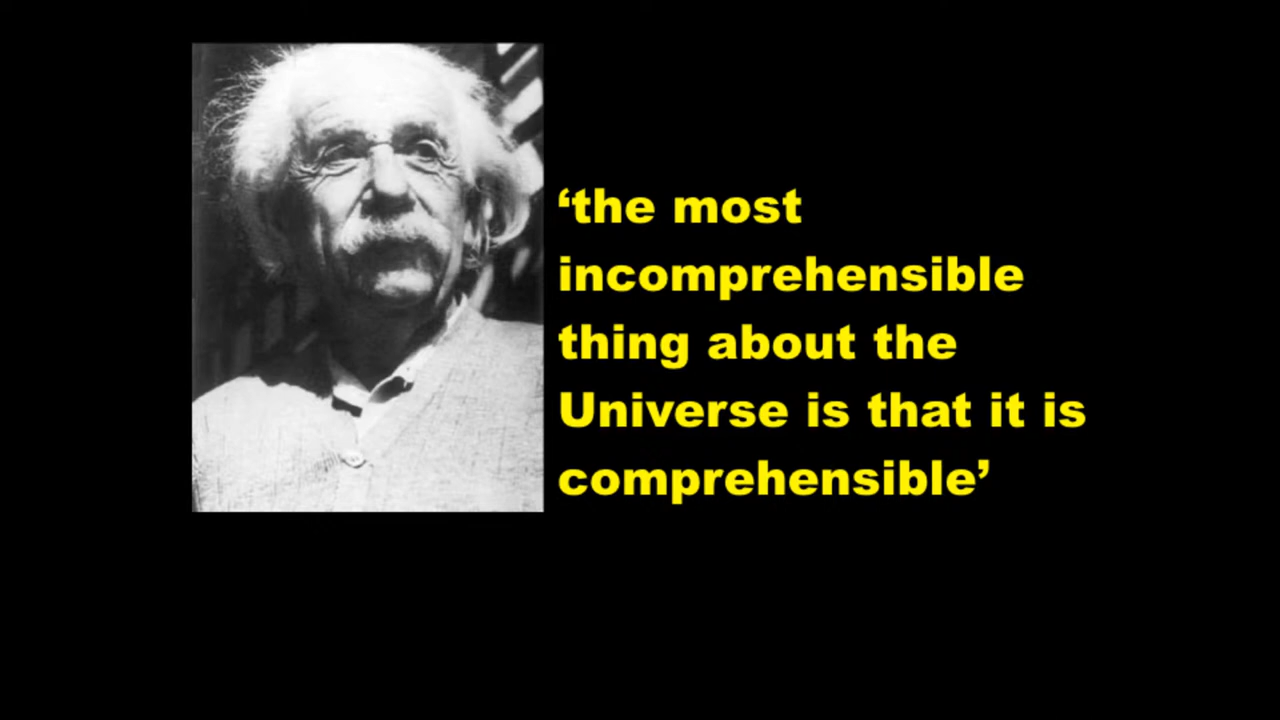 ‘the most
incomprehensible
thing about the
Universe is that it is
comprehensible’